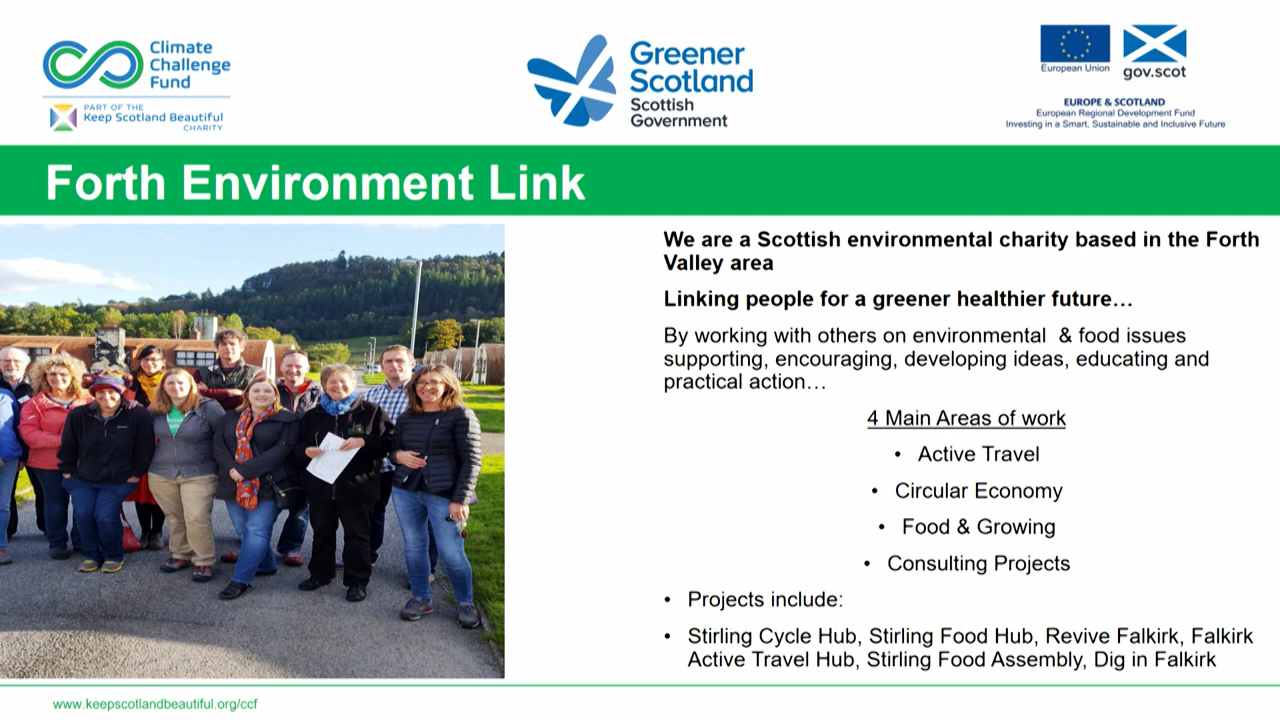 Climate
Challenge
Fund
PART OF THE
Keep Scotland Beautiful
CHARITY
Greener
Scotland
Scottish
Government
European Union
gov.scot
EUROPE & SCOTLAND
European Regional Development Fund
Investing in a Smart, Sustainable and Inclusive Future
Forth Environment Link
We are a Scottish environmental charity based in the Forth
Valley area
Linking people for a greener healthier future…
By working with others on environmental  & food issues
supporting, encouraging, developing ideas, educating and
practical action…
4 Main Areas of work
• Active Travel
• Circular Economy
• Food & Growing
• Consulting Projects
• Projects include:
• Stirling Cycle Hub, Stirling Food Hub, Revive Falkirk, Falkirk
Active Travel Hub, Stirling Food Assembly, Dig in Falkirk
www.keepscotlandbeautiful.org/ccf